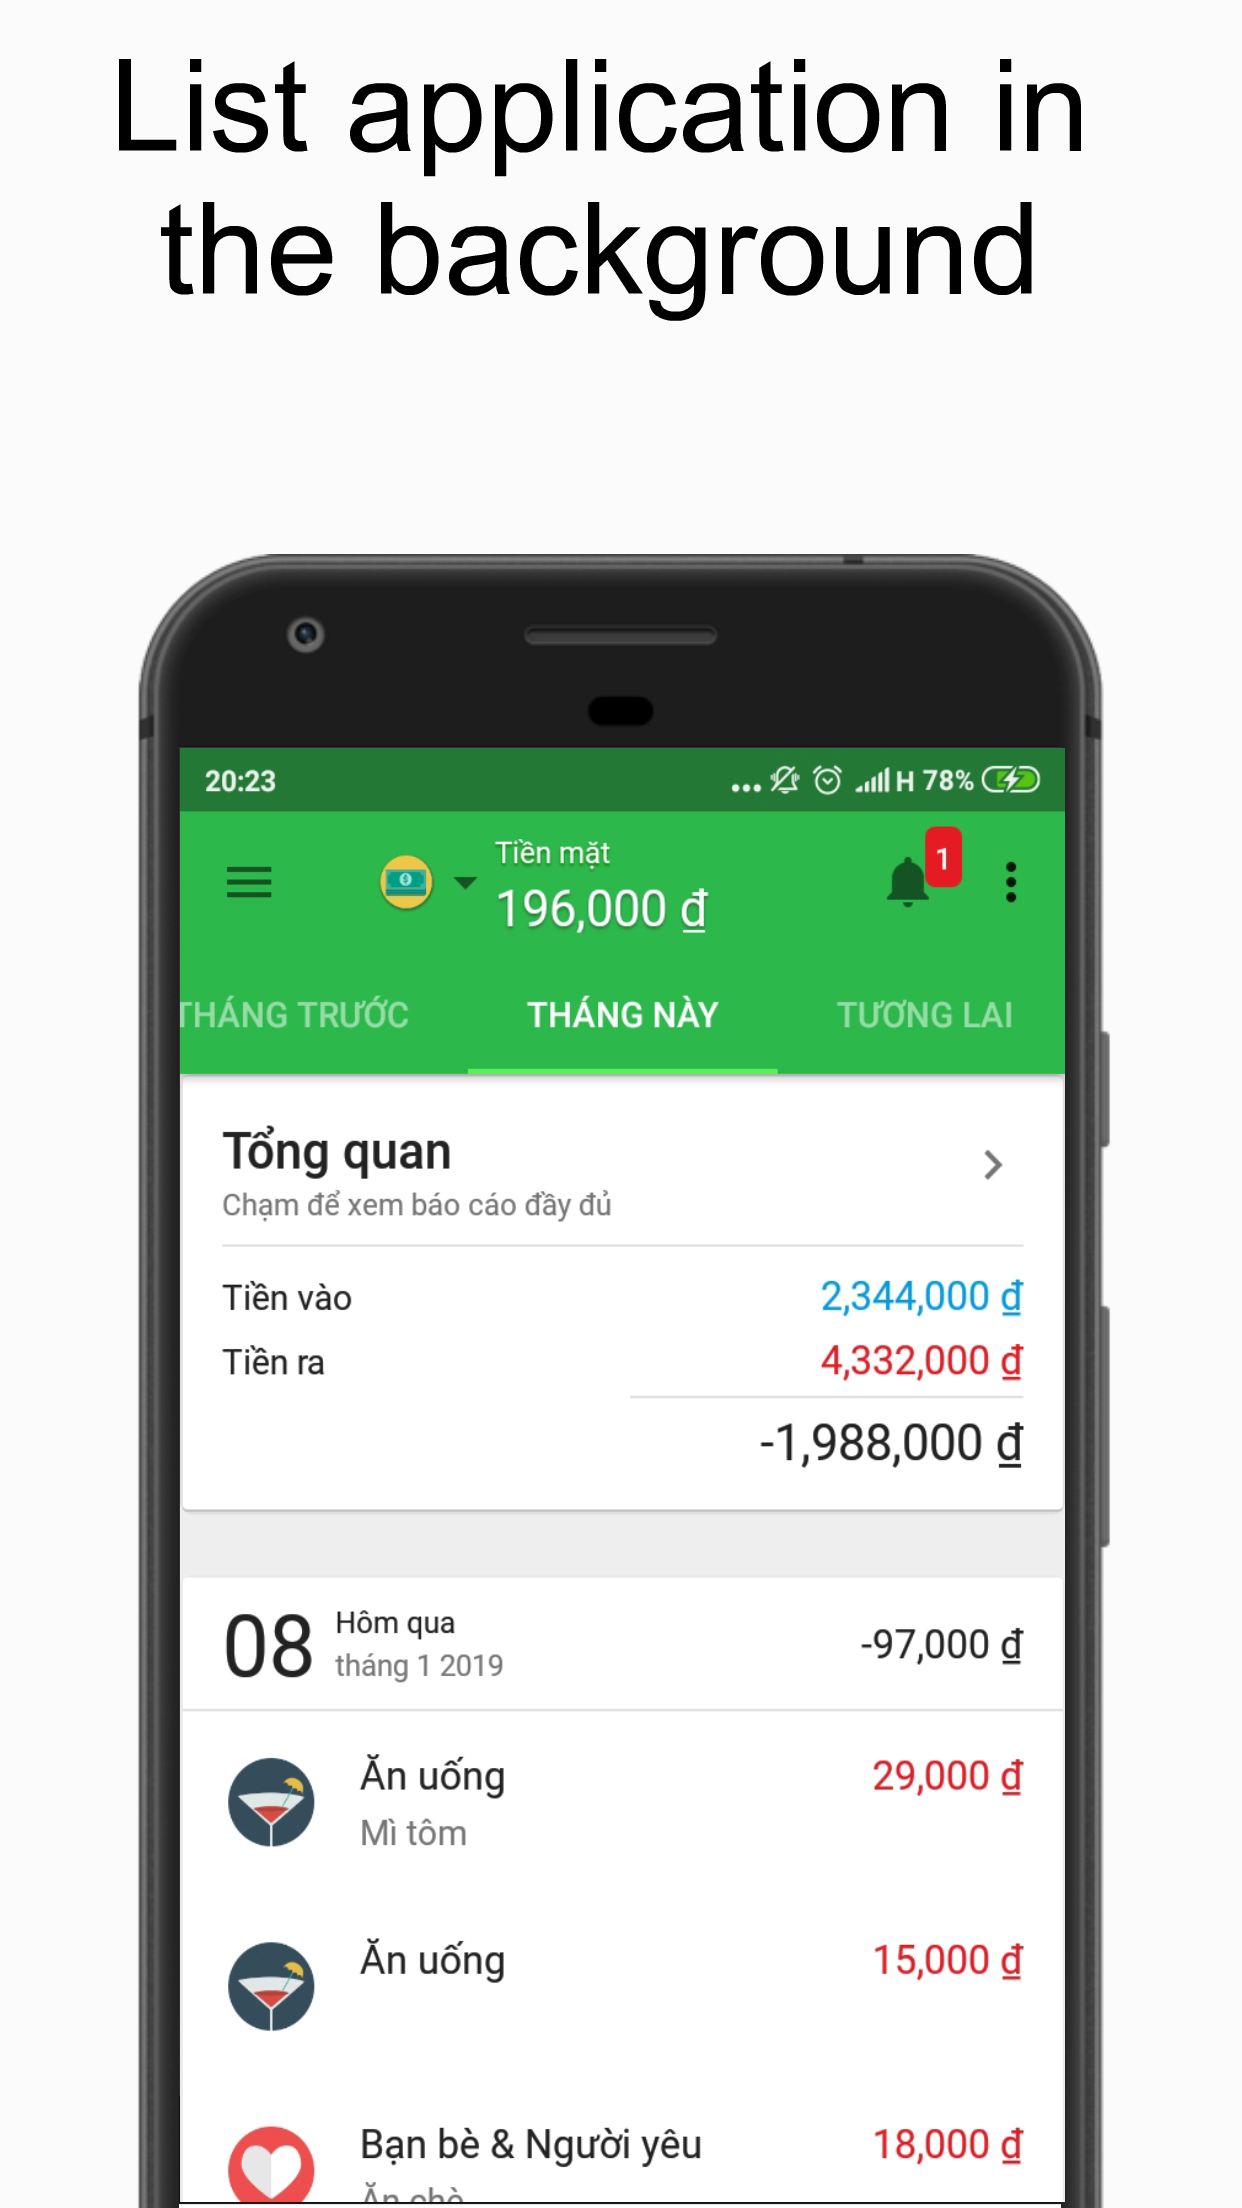 List application in
the background
20:23
H 78%
Tiền mặt
196,000 ₫
1
THÁNG TRƯỚC
THÁNG NÀY
TƯƠNG LAI
Tổng quan
Chạm để xem báo cáo đầy đủ
Tiền vào
2,344,000 ₫
Tiền ra
4,332,000 ₫
-1,988,000 ₫
08
Hôm qua
tháng 1 2019
-97,000 ₫
Ăn uống
29,000 ₫
Mì tôm
Ăn uống
15,000 ₫
Bạn bè & Người yêu
18,000 ₫
Ăn chè